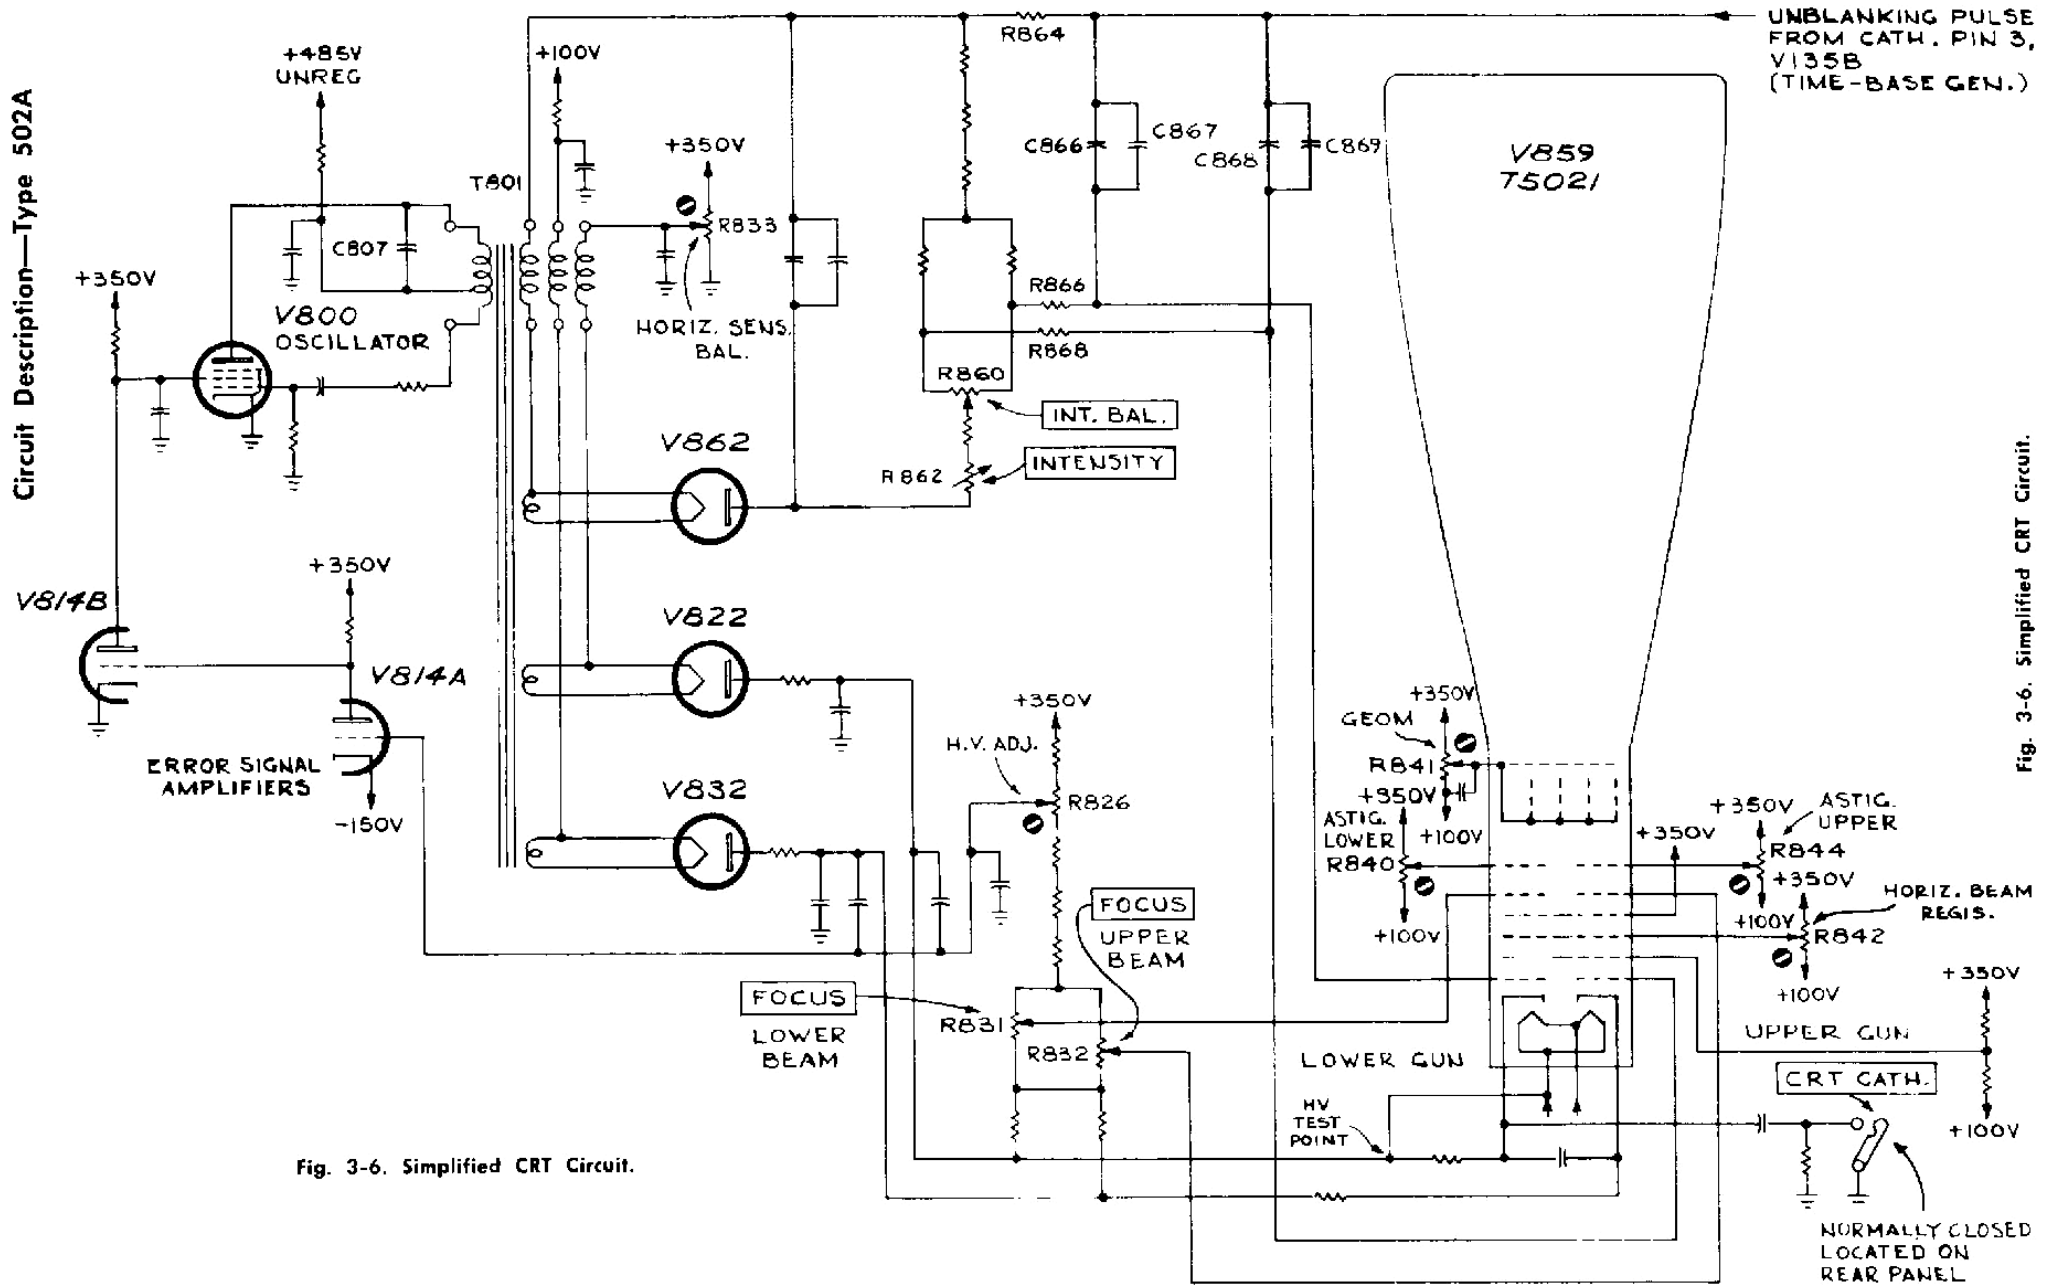 Circuit Description—Type 502A
+485V
UNREG
+100V
R864
UNBLANKING PULSE
FROM CATH. PIN 3,
V135B
(TIME-BASE GEN.)
+350V
T801
C866
C867
C868
C869
V859
T5021
C807
R833
+350V
V800
OSCILLATOR
HORIZ. SENS.
BAL.
R866
R868
R860
INT. BAL.
V862
R862
INTENSITY
+350V
V814B
V814A
ERROR SIGNAL
AMPLIFIERS
-150V
V822
V832
+350V
H.V. ADJ.
R826
FOCUS
UPPER
BEAM
FOCUS
LOWER
BEAM
R831
R832
+350V
GEOM
R841
+350V
ASTIG.
LOWER
R840
+100V
+100V
+350V
+350V
ASTIG.
UPPER
R844
+350V
+100V
HORIZ. BEAM
REGIS.
R842
+100V
+350V
LOWER GUN
UPPER GUN
CRT CATH.
+100V
HV
TEST
POINT
NORMALLY CLOSED
LOCATED ON
REAR PANEL
Fig. 3-6. Simplified CRT Circuit.
Fig. 3-6. Simplified CRT Circuit.